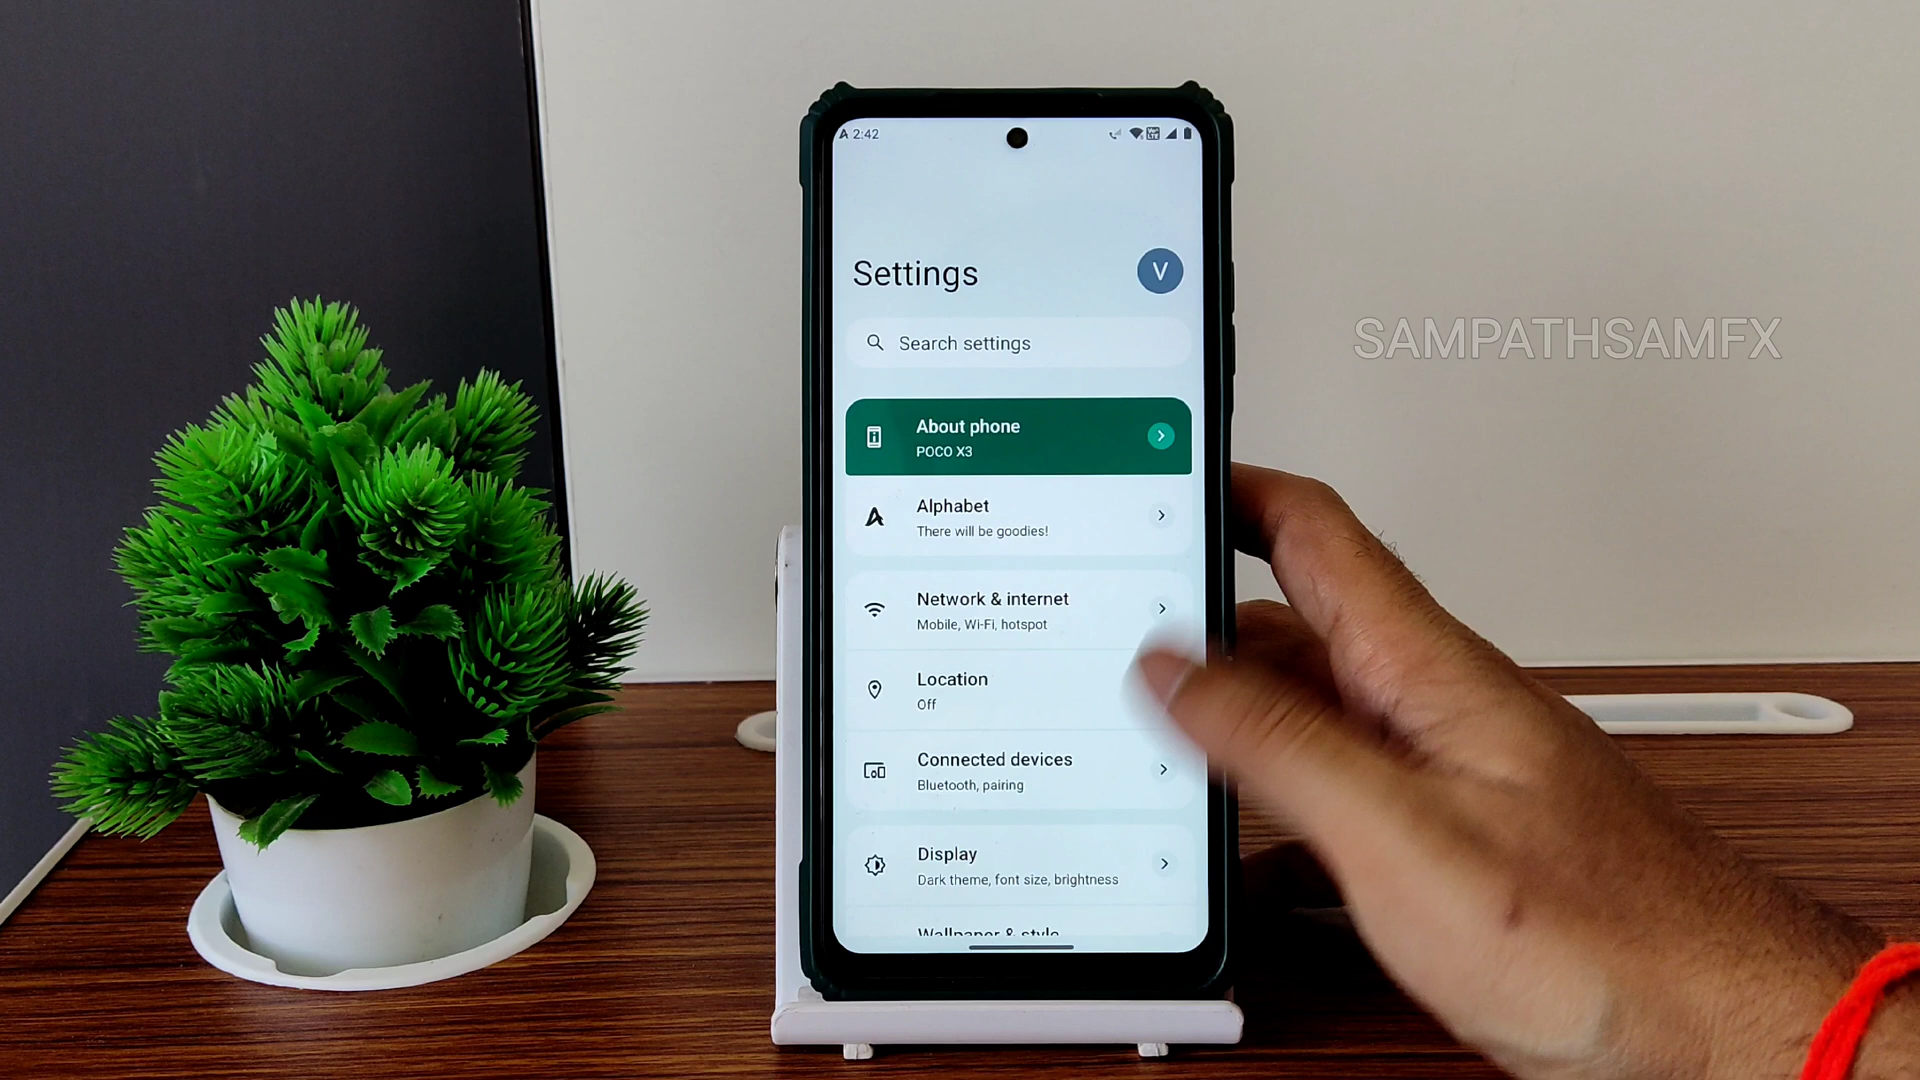 2:42
Settings
V
Search settings
SAMPATHSAMFX
About phone
POCO X3
Alphabet
There will be goodies!
Network & internet
Mobile, Wi-Fi, hotspot
Location
Off
Connected devices
Bluetooth, pairing
Display
Dark theme, font size, brightness
Wallpaper & style